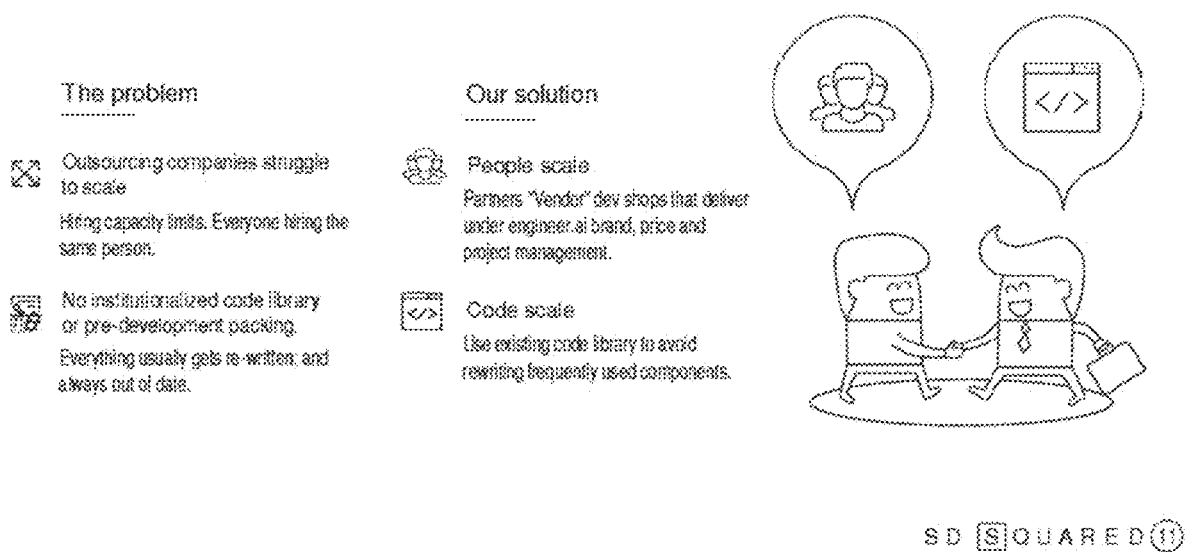 The problem
Outsourcing companies struggle
to scale
Hiring capacity limits. Everyone hiring the
same person.
No institutionalized code library
or pre-development packing.
Everything usually gets re-written; and
always out of date.
Our solution
People scale
Partners "Vendor" dev shops that deliver
under engineer.ai brand, price and
project management.
Code scale
Use existing code library to avoid
rewriting frequently used components.
</>
</>
SD SQUARED 11